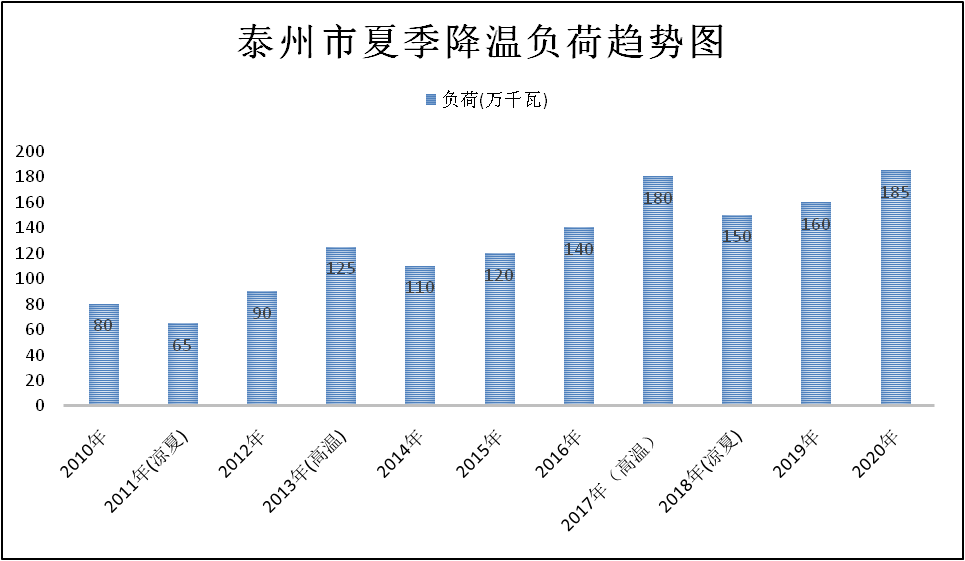 泰州市夏季降温负荷趋势图
负荷(万千瓦)
200
180
160
140
120
100
80
60
40
20
0
80
65
90
125
110
120
140
180
150
160
185
2010年
2011年(凉夏)
2012年
2013年(高温)
2014年
2015年
2016年
2017年（高温）
2018年(凉夏)
2019年
2020年